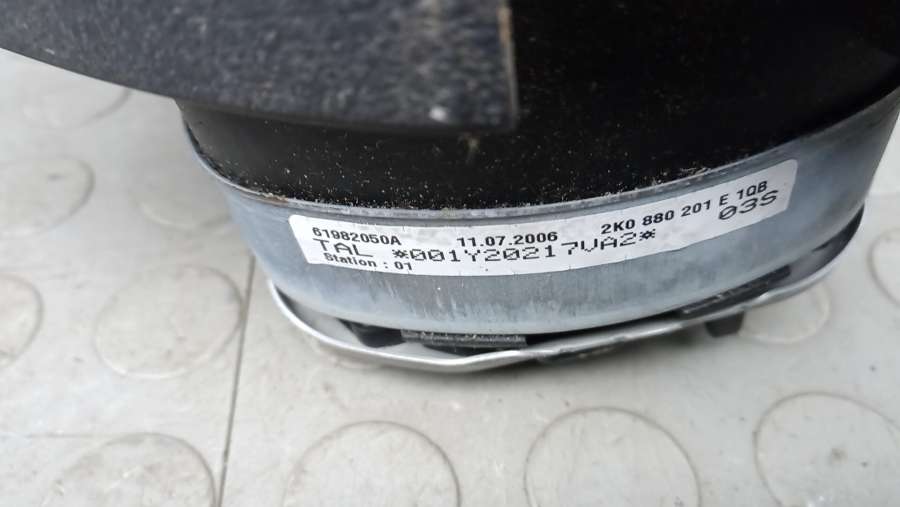 61982050A 11.07.2006 2K0 880 201 E 1QB
TAL *001Y20217VA2* 03S
Station : 01